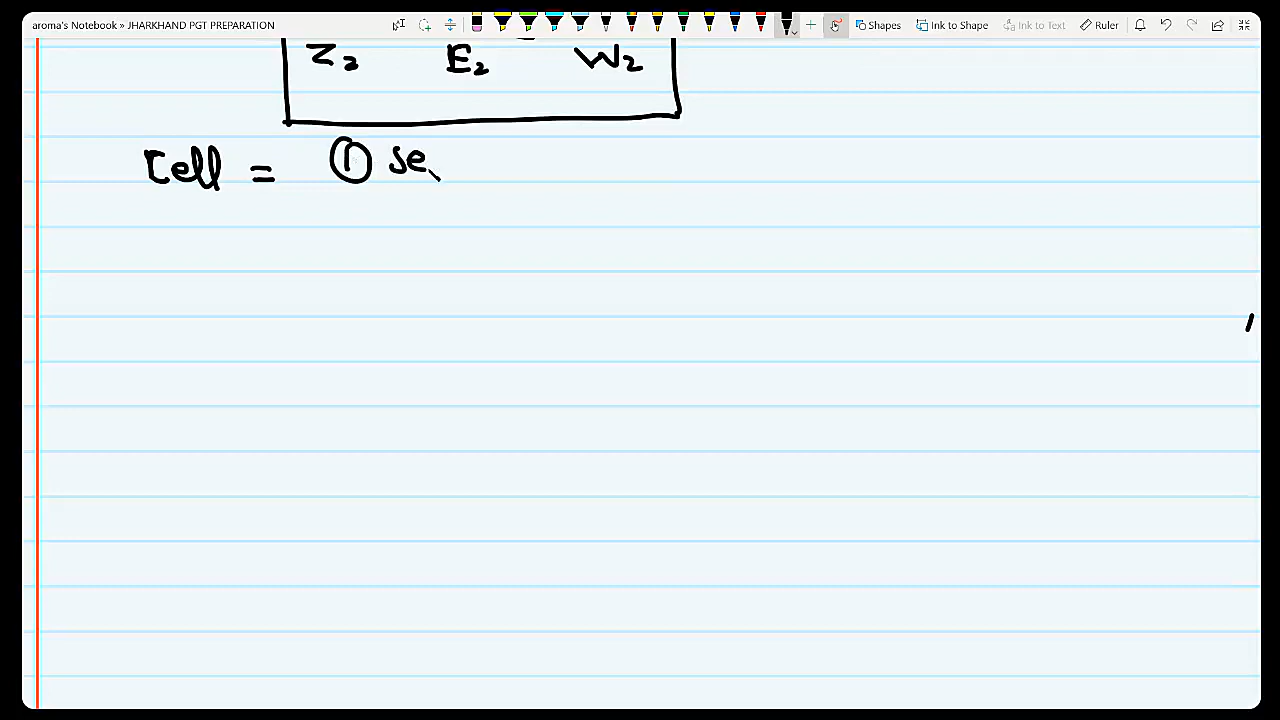 aroma's Notebook » JHARKHAND PGT PREPARATION
Shapes Ink to Shape Ink to Text Ruler
Z2 E2 W2
Cell = ① se